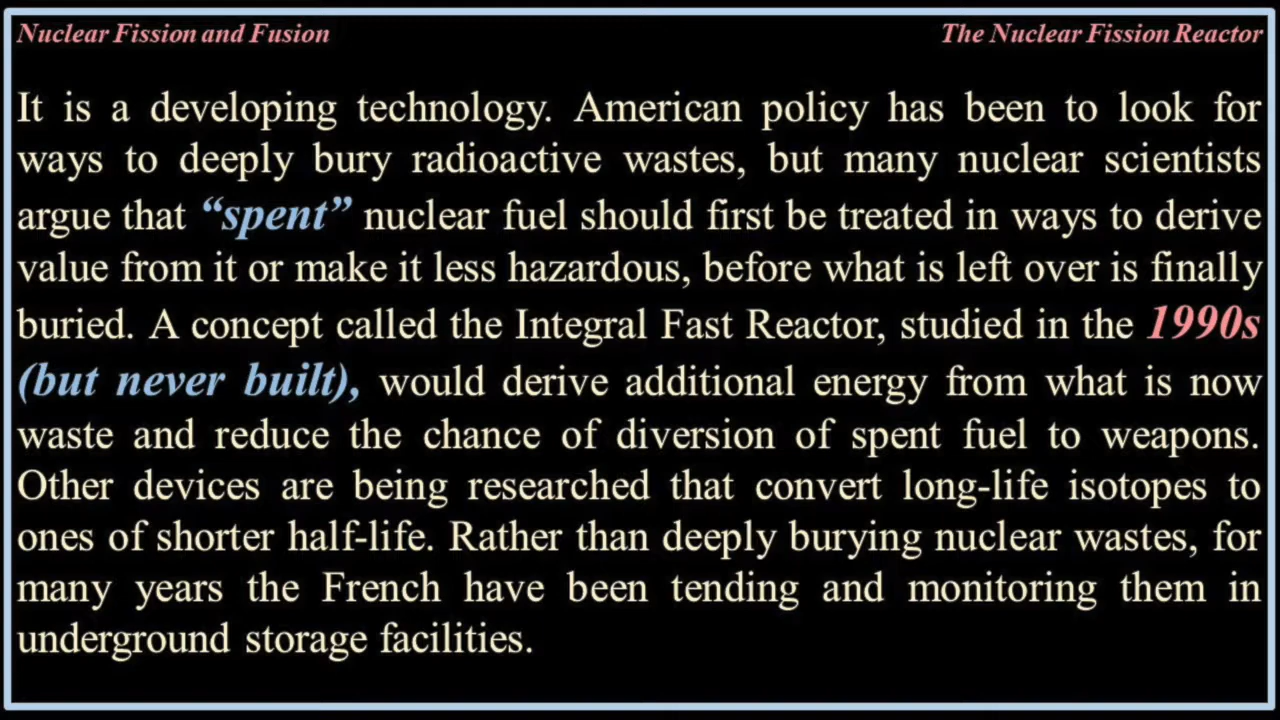 Nuclear Fission and Fusion
The Nuclear Fission Reactor
It is a developing technology. American policy has been to look for
ways to deeply bury radioactive wastes, but many nuclear scientists
argue that “spent” nuclear fuel should first be treated in ways to derive
value from it or make it less hazardous, before what is left over is finally
buried. A concept called the Integral Fast Reactor, studied in the 1990s
(but never built), would derive additional energy from what is now
waste and reduce the chance of diversion of spent fuel to weapons.
Other devices are being researched that convert long-life isotopes to
ones of shorter half-life. Rather than deeply burying nuclear wastes, for
many years the French have been tending and monitoring them in
underground storage facilities.